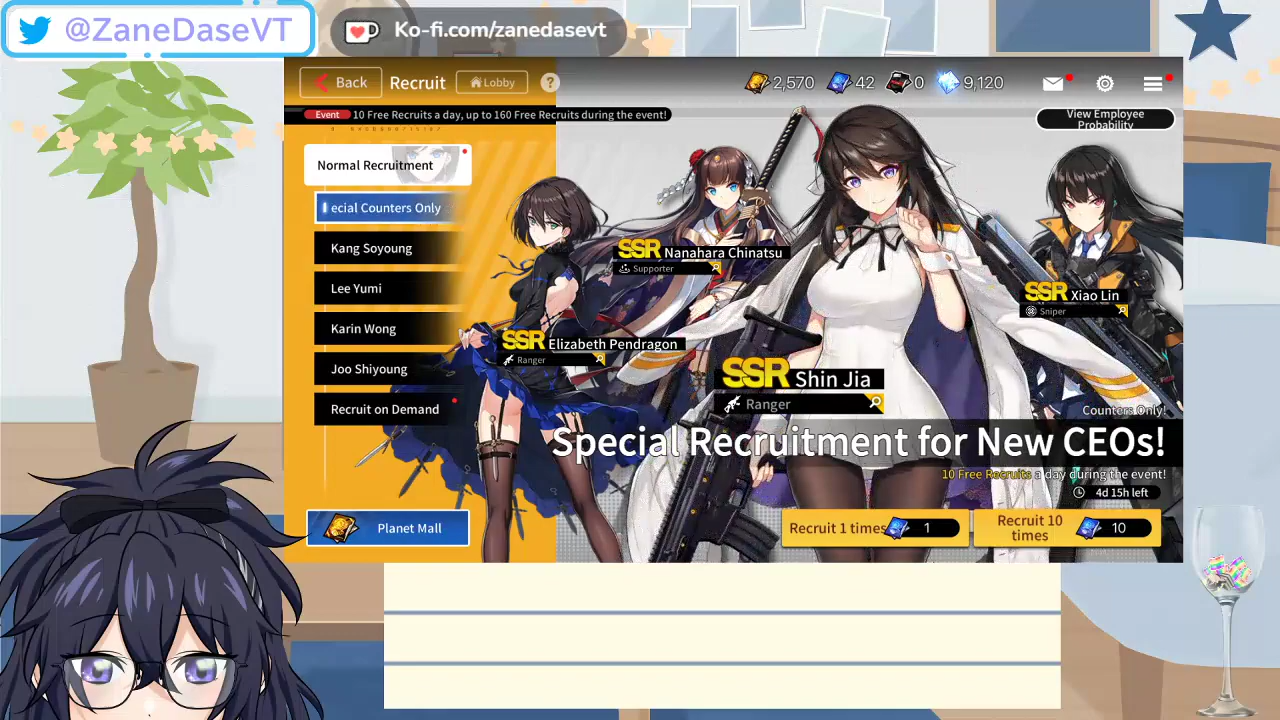 @ZaneDaseVT
Ko-fi.com/zanedasevt
Back
Recruit
Lobby
?
2,570
42
0
9,120
Event
10 Free Recruits a day, up to 160 Free Recruits during the event!
View Employee
Probability
Normal Recruitment
ecial Counters Only
Kang Soyoung
Lee Yumi
Karin Wong
Joo Shiyoung
Recruit on Demand
SSR Nanahara Chinatsu
Supporter
SSR Xiao Lin
Sniper
SSR Elizabeth Pendragon
Ranger
SSR Shin Jia
Ranger
Counters Only!
Special Recruitment for New CEOs!
10 Free Recruits a day during the event!
4d 15h left
Planet Mall
Recruit 1 times
1
Recruit 10
times
10